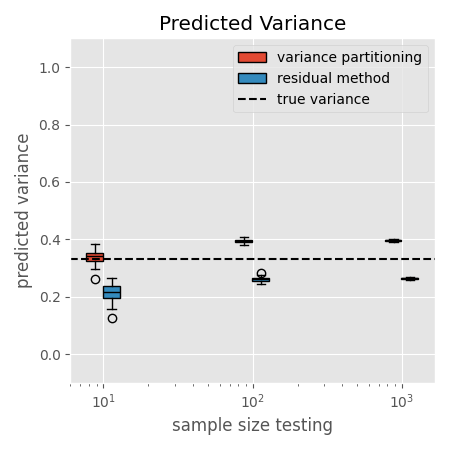 Predicted Variance
variance partitioning
residual method
true variance
predicted variance
1.0
0.8
0.6
0.4
0.2
0.0
10¹
10²
10³
sample size testing